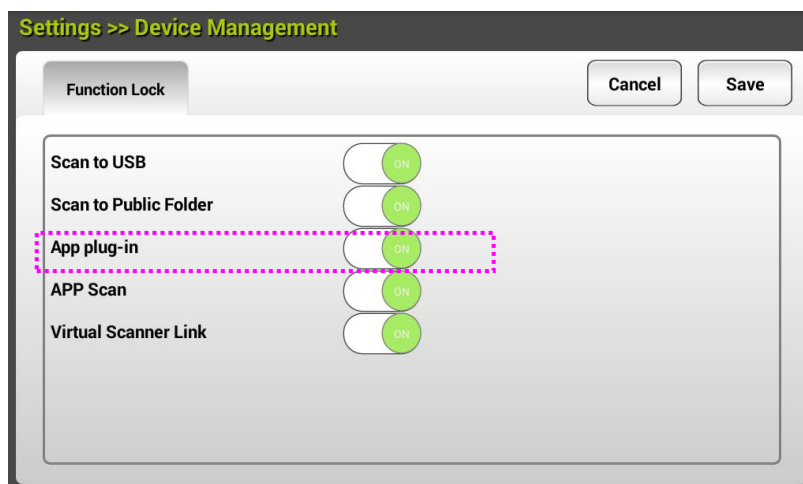 Settings >> Device Management
Function Lock
Cancel
Save
Scan to USB
ON
Scan to Public Folder
ON
App plug-in
ON
APP Scan
ON
Virtual Scanner Link
ON